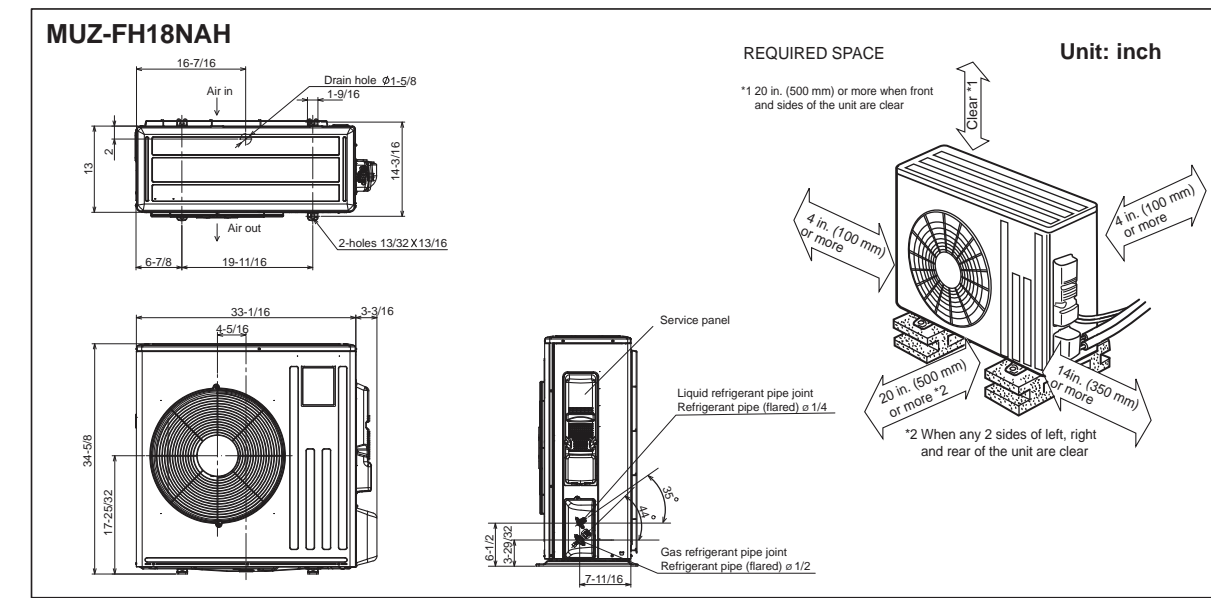 MUZ-FH18NAH
REQUIRED SPACE
Unit: inch
*1 20 in. (500 mm) or more when front
and sides of the unit are clear
16-7/16
Drain hole Ø1-5/8
Air in
1-9/16
2
13
14-3/16
Air out
2-holes 13/32X13/16
6-7/8
19-11/16
33-1/16
3-3/16
4-5/16
34-5/8
17-25/32
Service panel
Liquid refrigerant pipe joint
Refrigerant pipe (flared) ø 1/4
35°
44°
6-1/2
3-29/32
Gas refrigerant pipe joint
Refrigerant pipe (flared) ø 1/2
7-11/16
Clear *1
4 in. (100 mm)
or more
4 in. (100 mm)
or more
20 in. (500 mm)
or more *2
14in. (350 mm)
or more
*2 When any 2 sides of left, right
and rear of the unit are clear